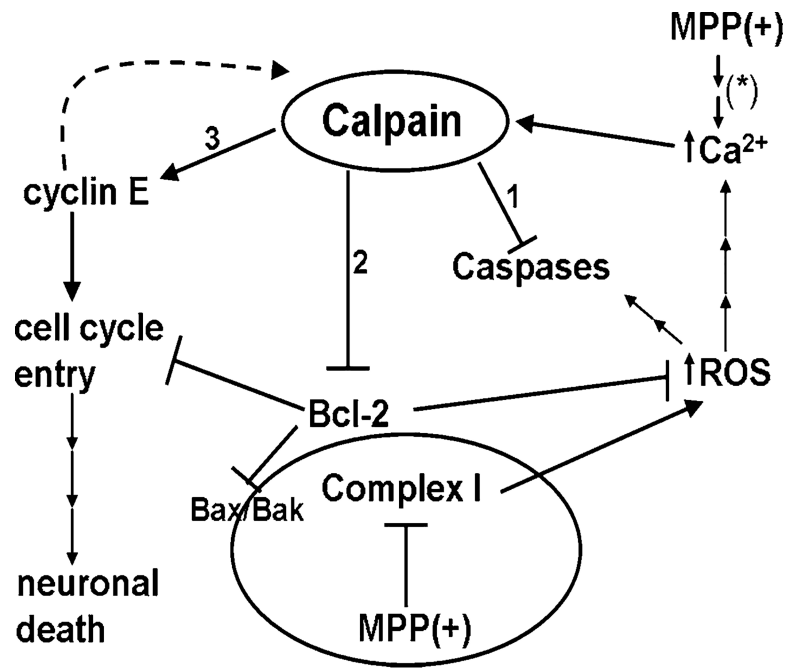 MPP(+)
(*)
Calpain
↑Ca²⁺
3
cyclin E
1
2
Caspases
cell cycle
entry
↑ROS
Bcl-2
Complex I
Bax/Bak
neuronal
death
MPP(+)